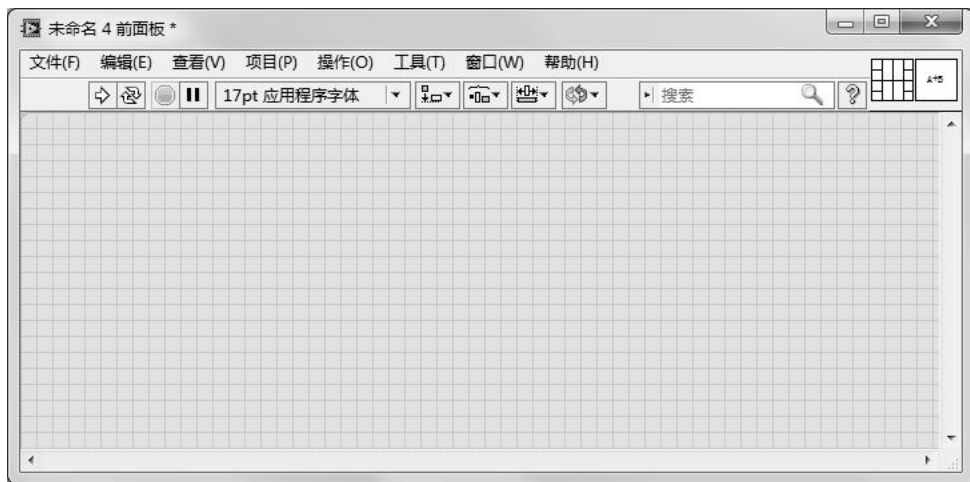 未命名 4 前面板 *
文件(F) 编辑(E) 查看(V) 项目(P) 操作(O) 工具(T) 窗口(W) 帮助(H)
17pt 应用程序字体 搜索 ? A+B